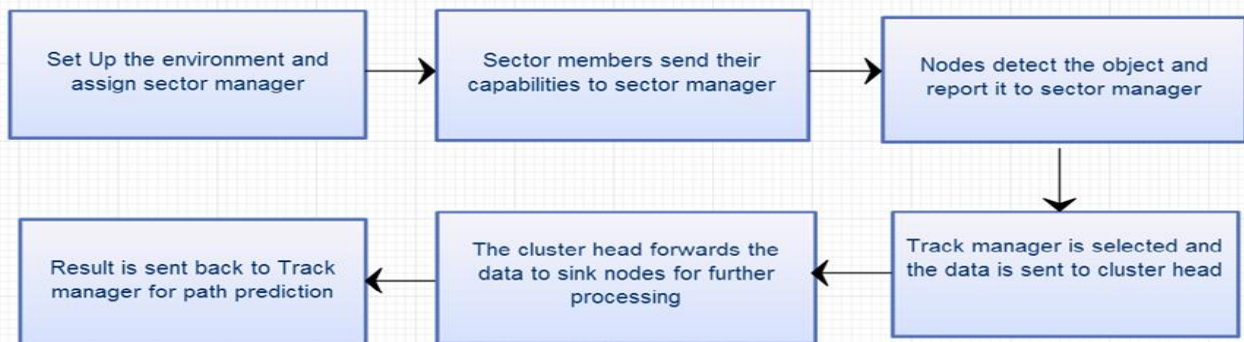 Set Up the environment and
assign sector manager
Sector members send their
capabilities to sector manager
Nodes detect the object and
report it to sector manager
Track manager is selected and
the data is sent to cluster head
The cluster head forwards the
data to sink nodes for further
processing
Result is sent back to Track
manager for path prediction